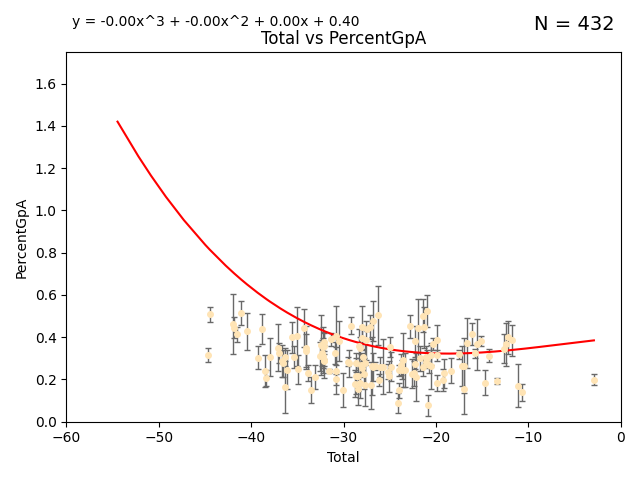 y = -0.00x^3 + -0.00x^2 + 0.00x + 0.40
N = 432
Total vs PercentGpA
PercentGpA
1.6
1.4
1.2
1.0
0.8
0.6
0.4
0.2
0.0
−60 −50 −40 −30 −20 −10 0
Total